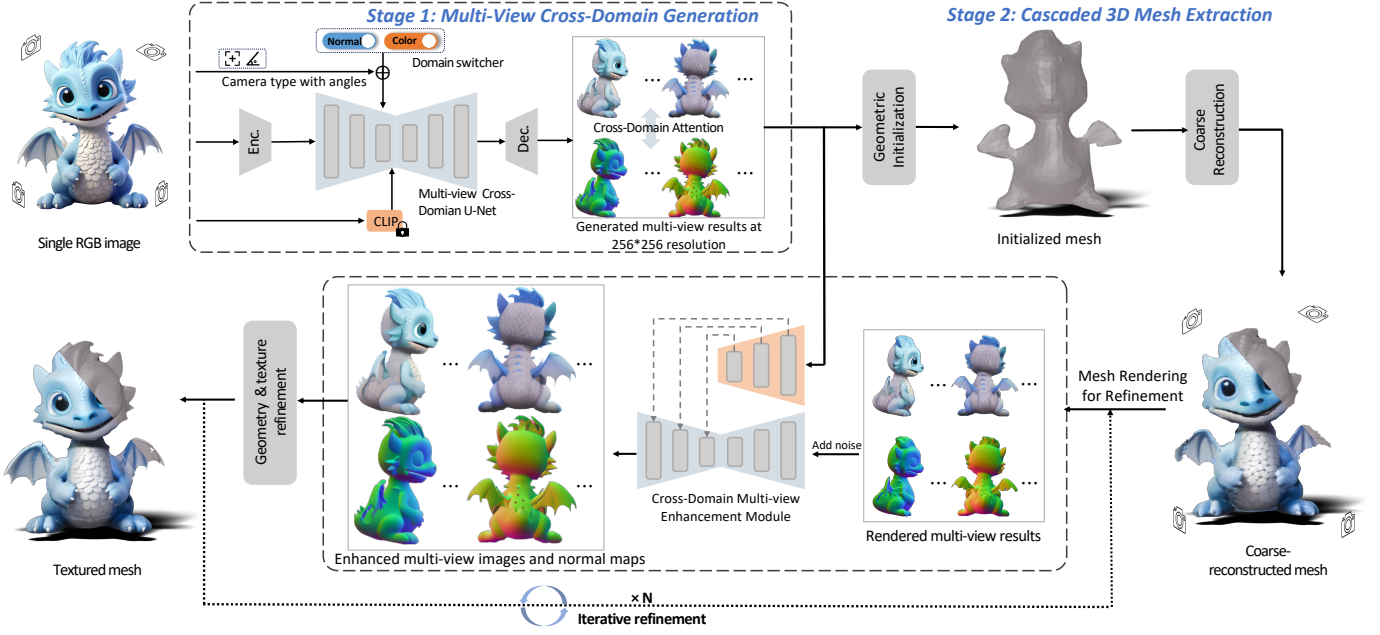 Stage 1: Multi-View Cross-Domain Generation
Stage 2: Cascaded 3D Mesh Extraction
Normal
Color
Domain switcher
Camera type with angles
Enc.
Dec.
Multi-view Cross-
Domian U-Net
CLIP
Cross-Domain Attention
Generated multi-view results at
256*256 resolution
Single RGB image
Geometric
Initialization
Initialized mesh
Coarse
Reconstruction
Textured mesh
Geometry & texture
refinement
Enhanced multi-view images and normal maps
Cross-Domain Multi-view
Enhancement Module
Add noise
Rendered multi-view results
Mesh Rendering
for Refinement
Coarse-
reconstructed mesh
× N
Iterative refinement